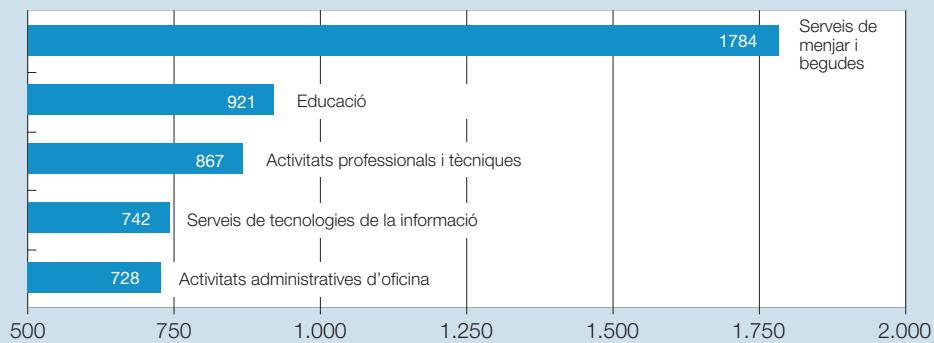 1784
Serveis de
menjar i
begudes
921
Educació
867
Activitats professionals i tècniques
742
Serveis de tecnologies de la informació
728
Activitats administratives d’oficina
500 750 1.000 1.250 1.500 1.750 2.000